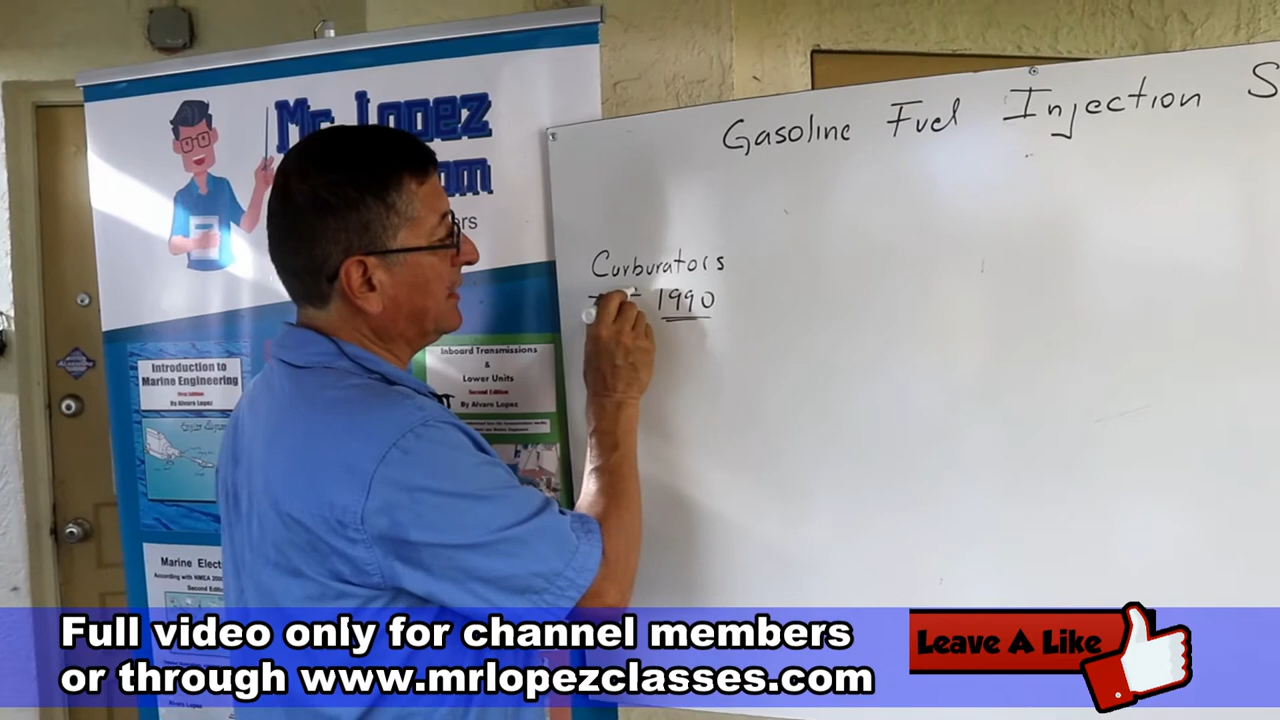 Mr. Lopez
Gasoline Fuel Injection S
Curburators
1990
Introduction to
Marine Engineering
By Alvaro Lopez
Inboard Transmissions
&
Lower Units
Second Edition
By Alvaro Lopez
Marine Elect
Full video only for channel members
or through www.mrlopezclasses.com
Leave A Like